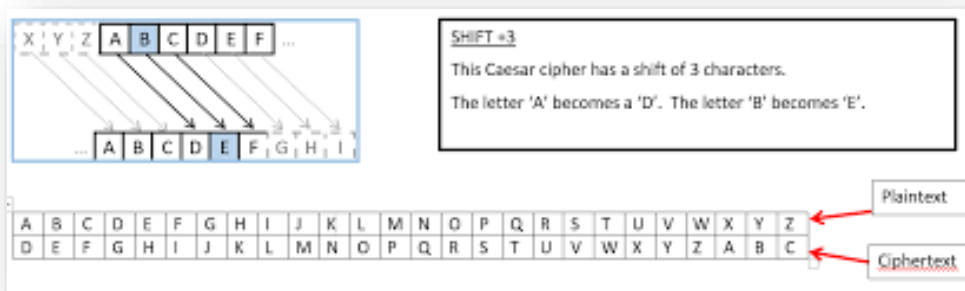 X Y Z A B C D E F ...
SHIFT +3
This Caesar cipher has a shift of 3 characters.
The letter 'A' becomes a 'D'. The letter 'B' becomes 'E'.
... A B C D E F G H I
Plaintext
A B C D E F G H I J K L M N O P Q R S T U V W X Y Z
D E F G H I J K L M N O P Q R S T U V W X Y Z A B C
Ciphertext